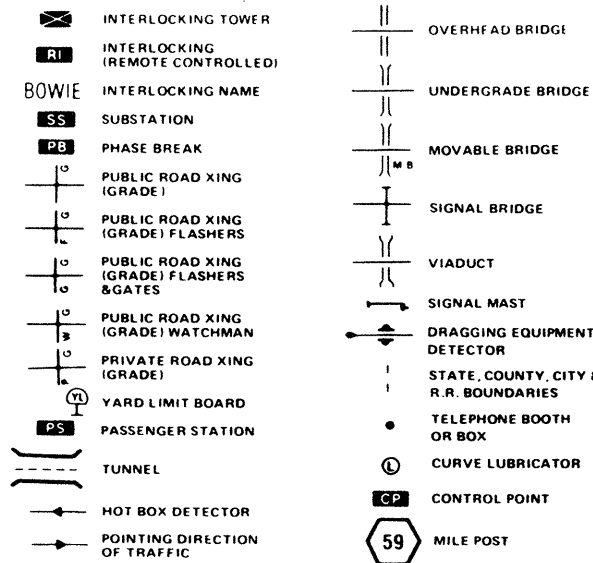 INTERLOCKING TOWER
RI
INTERLOCKING
(REMOTE CONTROLLED)
BOWIE
INTERLOCKING NAME
SS
SUBSTATION
PB
PHASE BREAK
G
PUBLIC ROAD XING
(GRADE)
G
F
PUBLIC ROAD XING
(GRADE) FLASHERS
G
G
PUBLIC ROAD XING
(GRADE) FLASHERS
&GATES
G
W
PUBLIC ROAD XING
(GRADE) WATCHMAN
G
P
PRIVATE ROAD XING
(GRADE)
YL
YARD LIMIT BOARD
PS
PASSENGER STATION
TUNNEL
HOT BOX DETECTOR
POINTING DIRECTION
OF TRAFFIC
OVERHEAD BRIDGE
UNDERGRADE BRIDGE
MOVABLE BRIDGE
M B
SIGNAL BRIDGE
VIADUCT
SIGNAL MAST
DRAGGING EQUIPMENT
DETECTOR
STATE, COUNTY, CITY &
R.R. BOUNDARIES
TELEPHONE BOOTH
OR BOX
L
CURVE LUBRICATOR
CP
CONTROL POINT
59
MILE POST